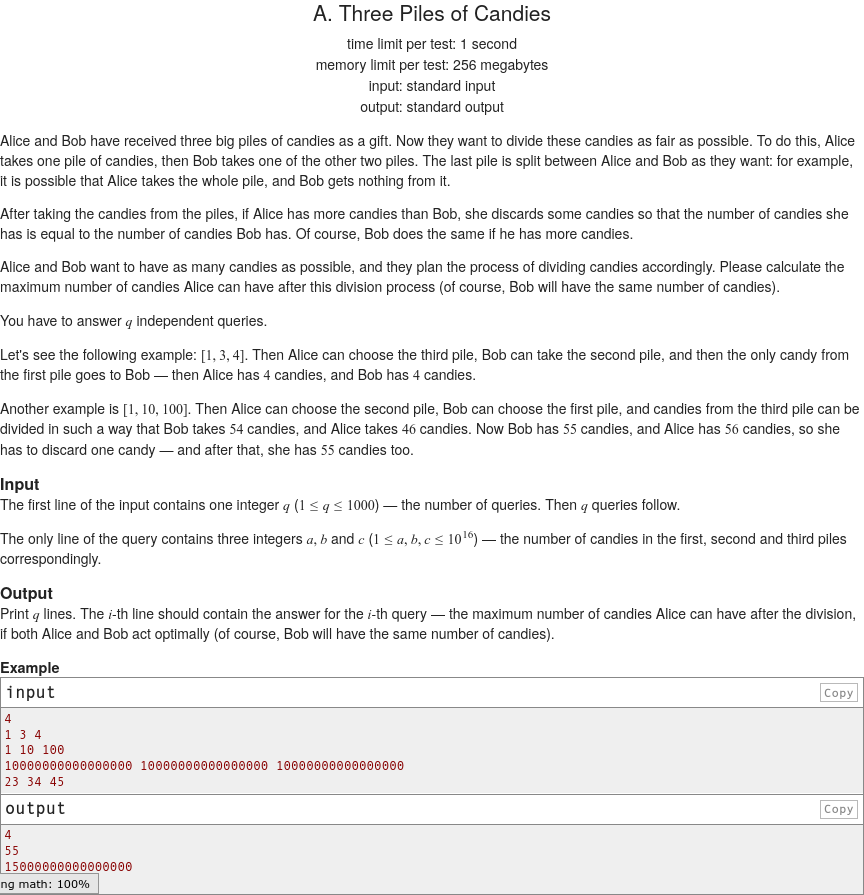 A. Three Piles of Candies
time limit per test: 1 second
memory limit per test: 256 megabytes
input: standard input
output: standard output
Alice and Bob have received three big piles of candies as a gift. Now they want to divide these candies as fair as possible. To do this, Alice
takes one pile of candies, then Bob takes one of the other two piles. The last pile is split between Alice and Bob as they want: for example,
it is possible that Alice takes the whole pile, and Bob gets nothing from it.
After taking the candies from the piles, if Alice has more candies than Bob, she discards some candies so that the number of candies she
has is equal to the number of candies Bob has. Of course, Bob does the same if he has more candies.
Alice and Bob want to have as many candies as possible, and they plan the process of dividing candies accordingly. Please calculate the
maximum number of candies Alice can have after this division process (of course, Bob will have the same number of candies).
You have to answer q independent queries.
Let's see the following example: [1, 3, 4]. Then Alice can choose the third pile, Bob can take the second pile, and then the only candy from
the first pile goes to Bob — then Alice has 4 candies, and Bob has 4 candies.
Another example is [1, 10, 100]. Then Alice can choose the second pile, Bob can choose the first pile, and candies from the third pile can be
divided in such a way that Bob takes 54 candies, and Alice takes 46 candies. Now Bob has 55 candies, and Alice has 56 candies, so she
has to discard one candy — and after that, she has 55 candies too.
Input
The first line of the input contains one integer q (1 ≤ q ≤ 1000) — the number of queries. Then q queries follow.
The only line of the query contains three integers a, b and c (1 ≤ a, b, c ≤ 10^16) — the number of candies in the first, second and third piles
correspondingly.
Output
Print q lines. The i-th line should contain the answer for the i-th query — the maximum number of candies Alice can have after the division,
if both Alice and Bob act optimally (of course, Bob will have the same number of candies).
Example
input Copy
4
1 3 4
1 10 100
10000000000000000 10000000000000000 10000000000000000
23 34 45
output Copy
4
55
15000000000000000
ng math: 100%